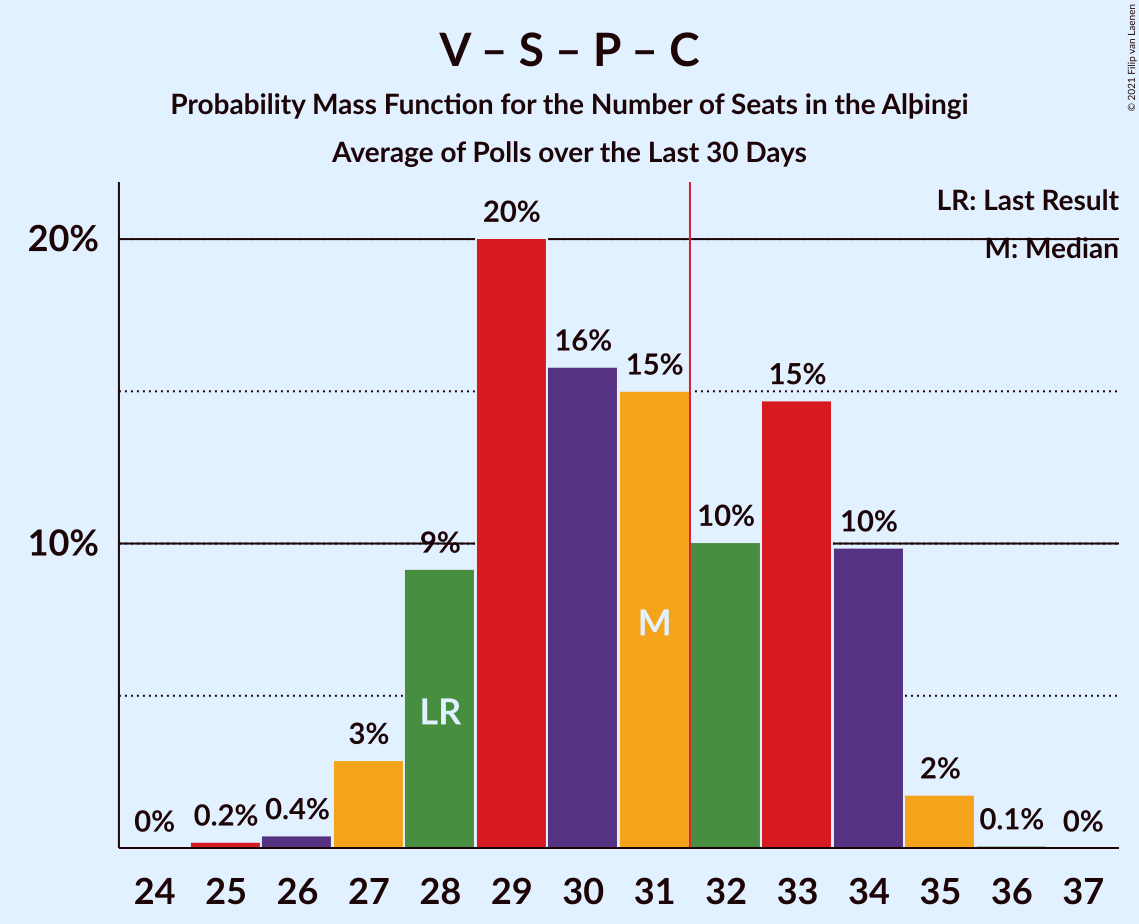 V – S – P – C
Probability Mass Function for the Number of Seats in the Alþingi
Average of Polls over the Last 30 Days
© 2021 Filip van Laenen
LR: Last Result
M: Median
20%
10%
0%
0.2%
0.4%
3%
9%
20%
16%
15%
10%
15%
10%
2%
0.1%
0%
LR
M
24 25 26 27 28 29 30 31 32 33 34 35 36 37